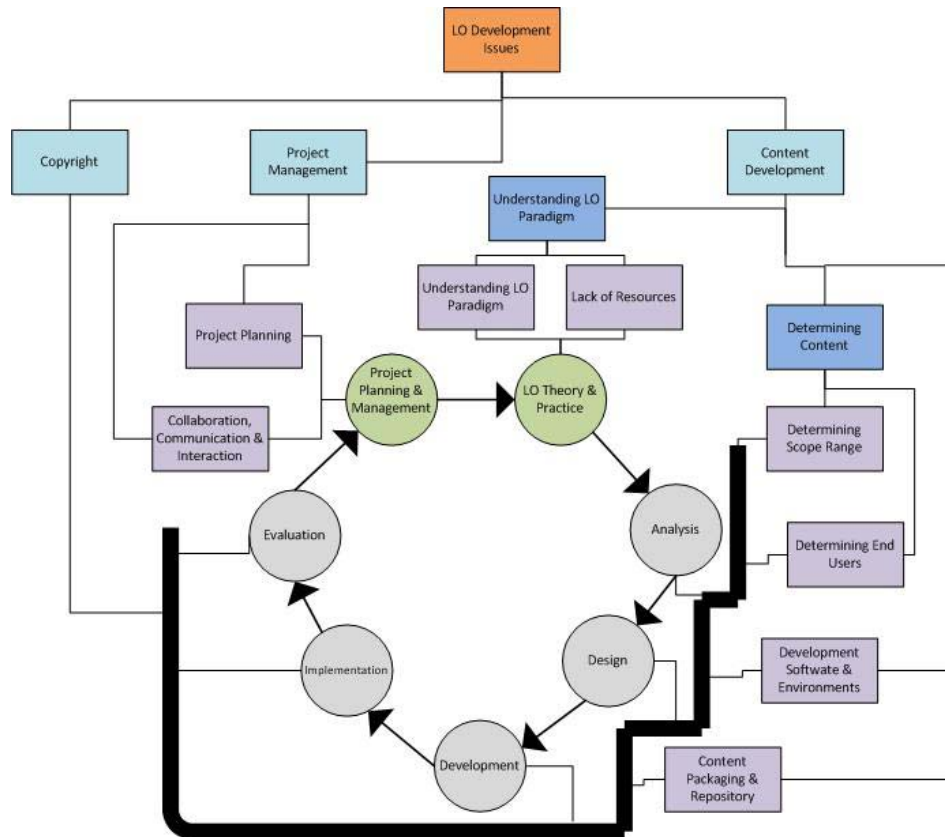 LO Development
Issues
Copyright
Project
Management
Content
Development
Understanding LO
Paradigm
Understanding LO
Paradigm
Lack of Resources
Project Planning
Determining
Content
Project
Planning &
Management
LO Theory &
Practice
Collaboration,
Communication &
Interaction
Determining
Scope Range
Evaluation
Analysis
Determining End
Users
Implementation
Design
Development
Softwate &
Environments
Development
Content
Packaging &
Repository